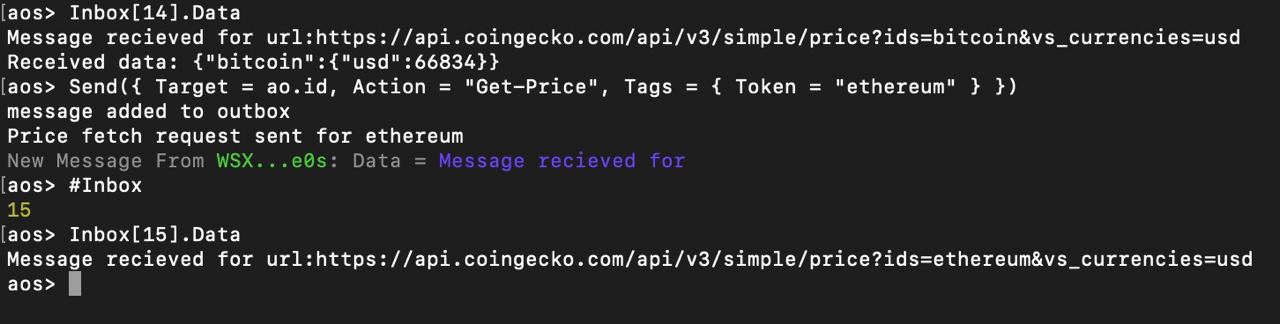 [aos> Inbox[14].Data
Message recieved for url:https://api.coingecko.com/api/v3/simple/price?ids=bitcoin&vs_currencies=usd
Received data: {"bitcoin":{"usd":66834}}
[aos> Send({ Target = ao.id, Action = "Get-Price", Tags = { Token = "ethereum" } })
message added to outbox
Price fetch request sent for ethereum
New Message From WSX...e0s: Data = Message recieved for
[aos> #Inbox
15
[aos> Inbox[15].Data
Message recieved for url:https://api.coingecko.com/api/v3/simple/price?ids=ethereum&vs_currencies=usd
aos>